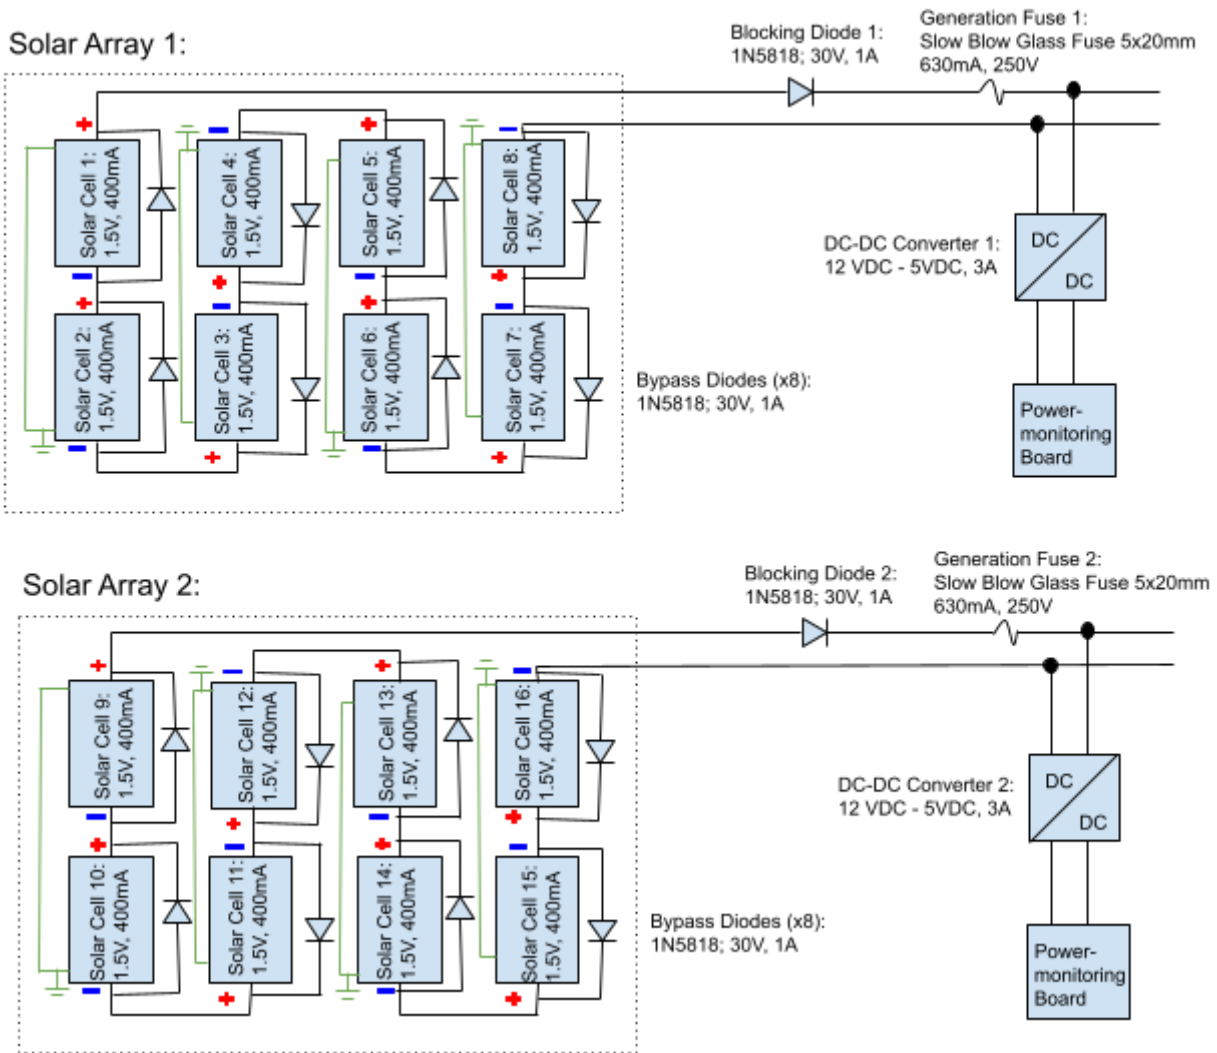 Solar Array 1:
Blocking Diode 1:
1N5818; 30V, 1A
Generation Fuse 1:
Slow Blow Glass Fuse 5x20mm
630mA, 250V
Solar Cell 1:
1.5V, 400mA
Solar Cell 4:
1.5V, 400mA
Solar Cell 5:
1.5V, 400mA
Solar Cell 8:
1.5V, 400mA
Solar Cell 2:
1.5V, 400mA
Solar Cell 3:
1.5V, 400mA
Solar Cell 6:
1.5V, 400mA
Solar Cell 7:
1.5V, 400mA
DC-DC Converter 1:
12 VDC - 5VDC, 3A
DC
DC
Bypass Diodes (x8):
1N5818; 30V, 1A
Power-
monitoring
Board
Solar Array 2:
Blocking Diode 2:
1N5818; 30V, 1A
Generation Fuse 2:
Slow Blow Glass Fuse 5x20mm
630mA, 250V
Solar Cell 9:
1.5V, 400mA
Solar Cell 12:
1.5V, 400mA
Solar Cell 13:
1.5V, 400mA
Solar Cell 16:
1.5V, 400mA
Solar Cell 10:
1.5V, 400mA
Solar Cell 11:
1.5V, 400mA
Solar Cell 14:
1.5V, 400mA
Solar Cell 15:
1.5V, 400mA
DC-DC Converter 2:
12 VDC - 5VDC, 3A
DC
DC
Bypass Diodes (x8):
1N5818; 30V, 1A
Power-
monitoring
Board